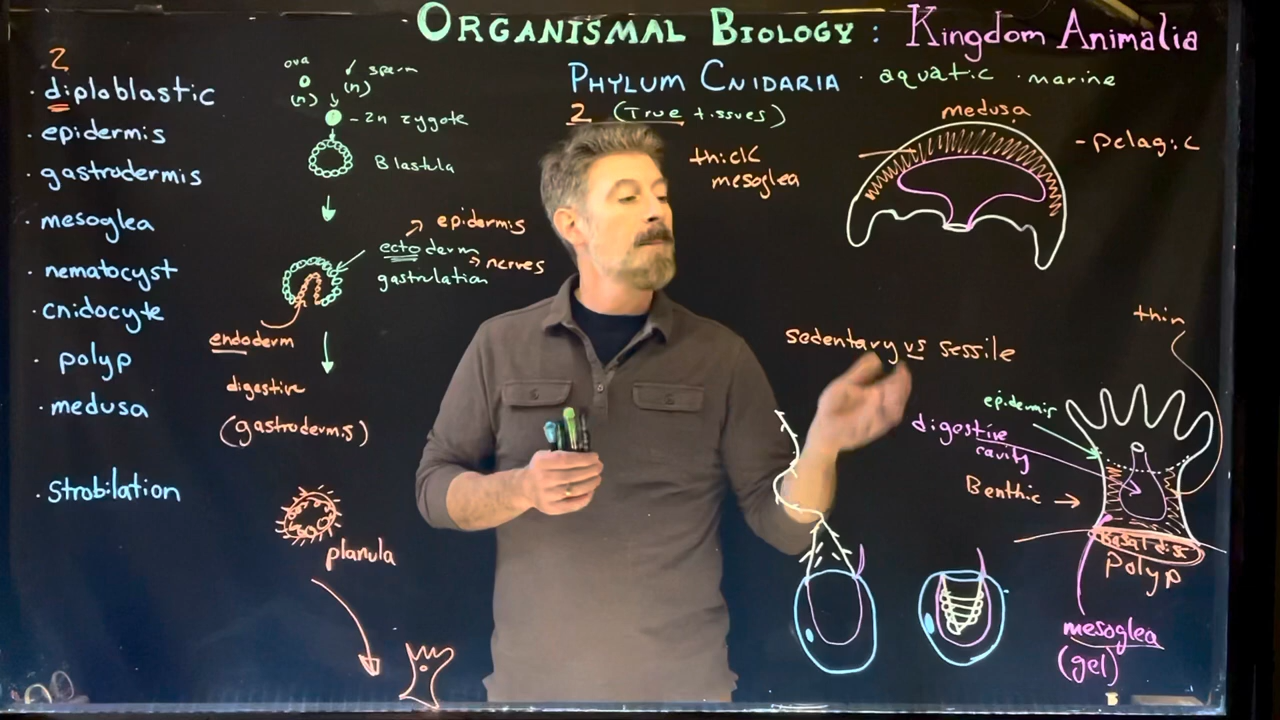 ORGANISMAL BIOLOGY : Kingdom Animalia
PHYLUM CNIDARIA · aquatic · marine
2 (True tissues)
2
· diploblastic
· epidermis
· gastrodermis
mesoglea
· nematocyst
· cnidocyte
· polyp
· medusa
· Strobilation
ova
(n)
sperm
(n)
- 2n zygote
Blastula
→ epidermis
ectoderm
→ nerves
gastrulation
endoderm
digestive
(gastrodermis)
planula
thick
mesoglea
medusa
- pelagic
sedentary vs sessile
thin
epidermis
digestive
cavity
Benthic →
Basal disc
Polyp
mesoglea
(gel)